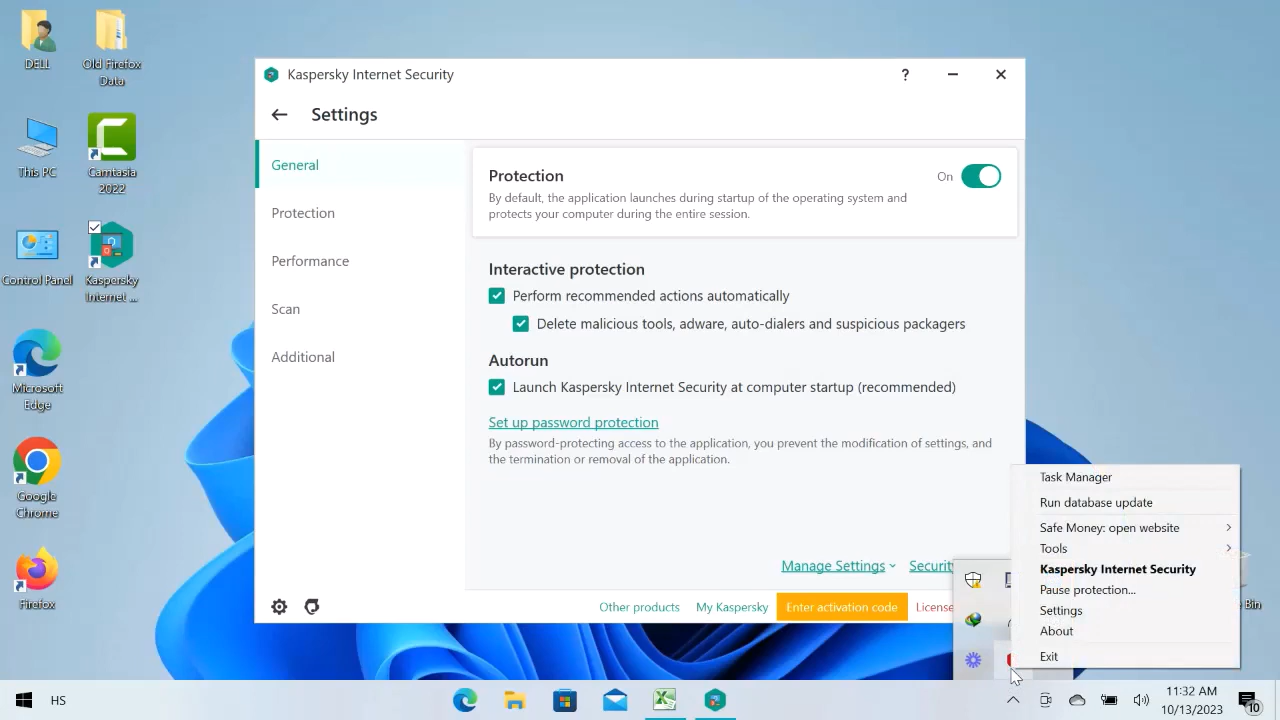 DELL
Old Firefox
Data
This PC
Camtasia
2022
Control Panel
Kaspersky
Internet ...
Microsoft
Edge
Google
Chrome
Firefox
Kaspersky Internet Security
?
Settings
General
Protection
Performance
Scan
Additional
Protection
On
By default, the application launches during startup of the operating system and
protects your computer during the entire session.
Interactive protection
Perform recommended actions automatically
Delete malicious tools, adware, auto-dialers and suspicious packagers
Autorun
Launch Kaspersky Internet Security at computer startup (recommended)
Set up password protection
By password-protecting access to the application, you prevent the modification of settings, and
the termination or removal of the application.
Manage Settings
Security
Other products
My Kaspersky
Enter activation code
License
Task Manager
Run database update
Safe Money: open website
Tools
Kaspersky Internet Security
Pause protection...
Settings
About
Exit
Bin
HS
11:32 AM
10/13/2023
10